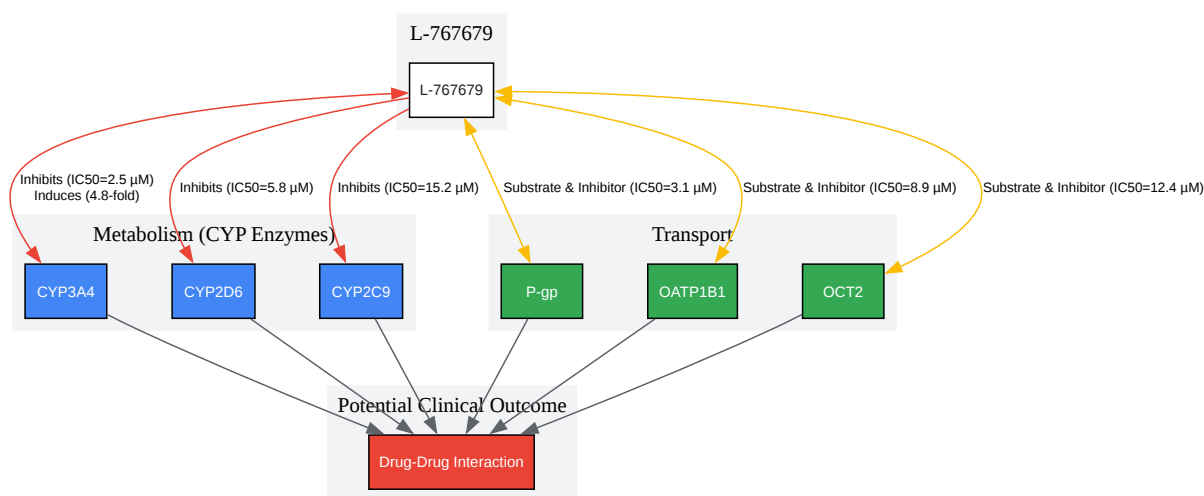 L-767679
L-767679
Inhibits (IC50=2.5 µM)
Induces (4.8-fold)
Inhibits (IC50=5.8 µM)
Inhibits (IC50=15.2 µM)
Substrate & Inhibitor (IC50=3.1 µM)
Substrate & Inhibitor (IC50=8.9 µM)
Substrate & Inhibitor (IC50=12.4 µM)
Metabolism (CYP Enzymes)
Transport
CYP3A4
CYP2D6
CYP2C9
P-gp
OATP1B1
OCT2
Potential Clinical Outcome
Drug-Drug Interaction